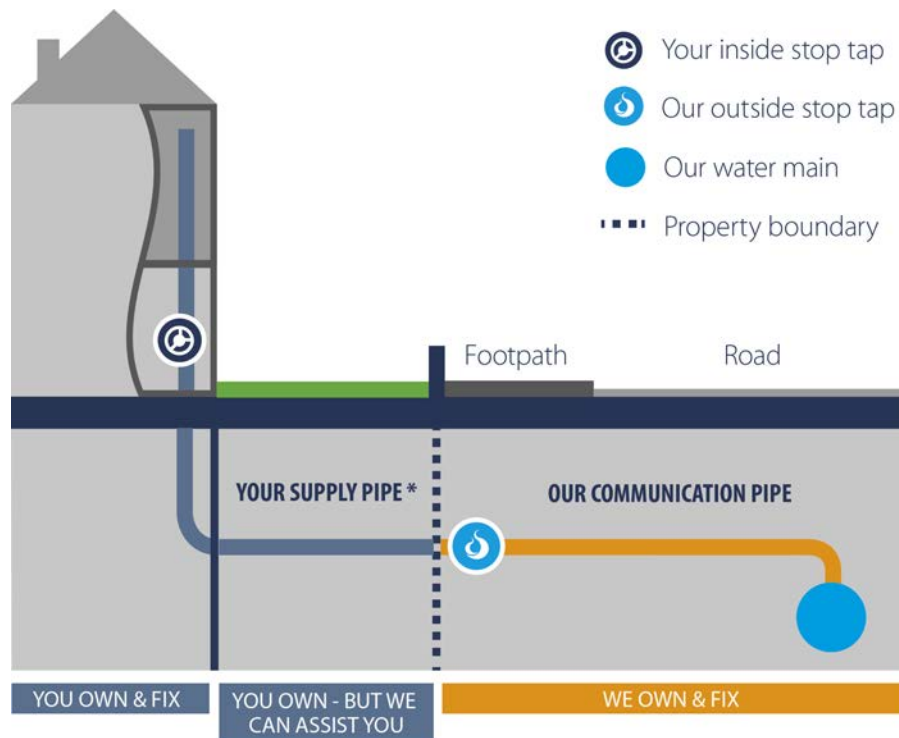 Your inside stop tap
Our outside stop tap
Our water main
Property boundary
Footpath
Road
YOUR SUPPLY PIPE *
OUR COMMUNICATION PIPE
YOU OWN & FIX
YOU OWN - BUT WE
CAN ASSIST YOU
WE OWN & FIX